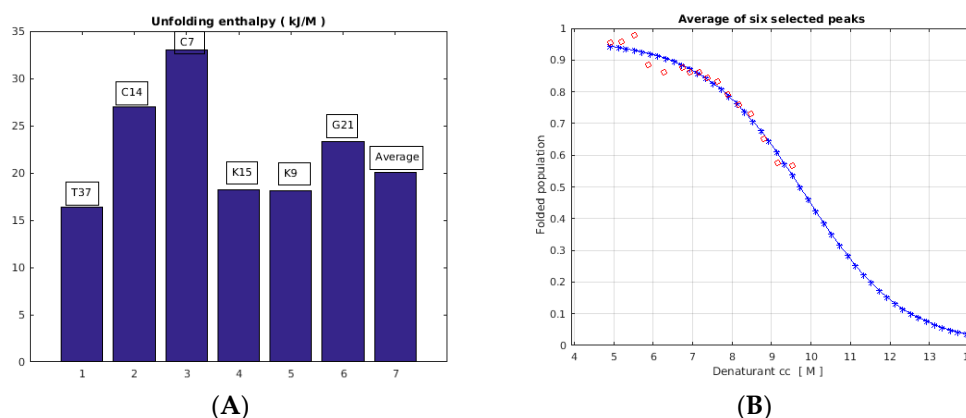 Unfolding enthalpy ( kJ/M )
35
30
25
20
15
10
5
0
T37
C14
C7
K15
K9
G21
Average
1 2 3 4 5 6 7
(A)
Average of six selected peaks
Folded population
1
0.9
0.8
0.7
0.6
0.5
0.4
0.3
0.2
0.1
0
4 5 6 7 8 9 10 11 12 13
Denaturant cc [ M ]
(B)